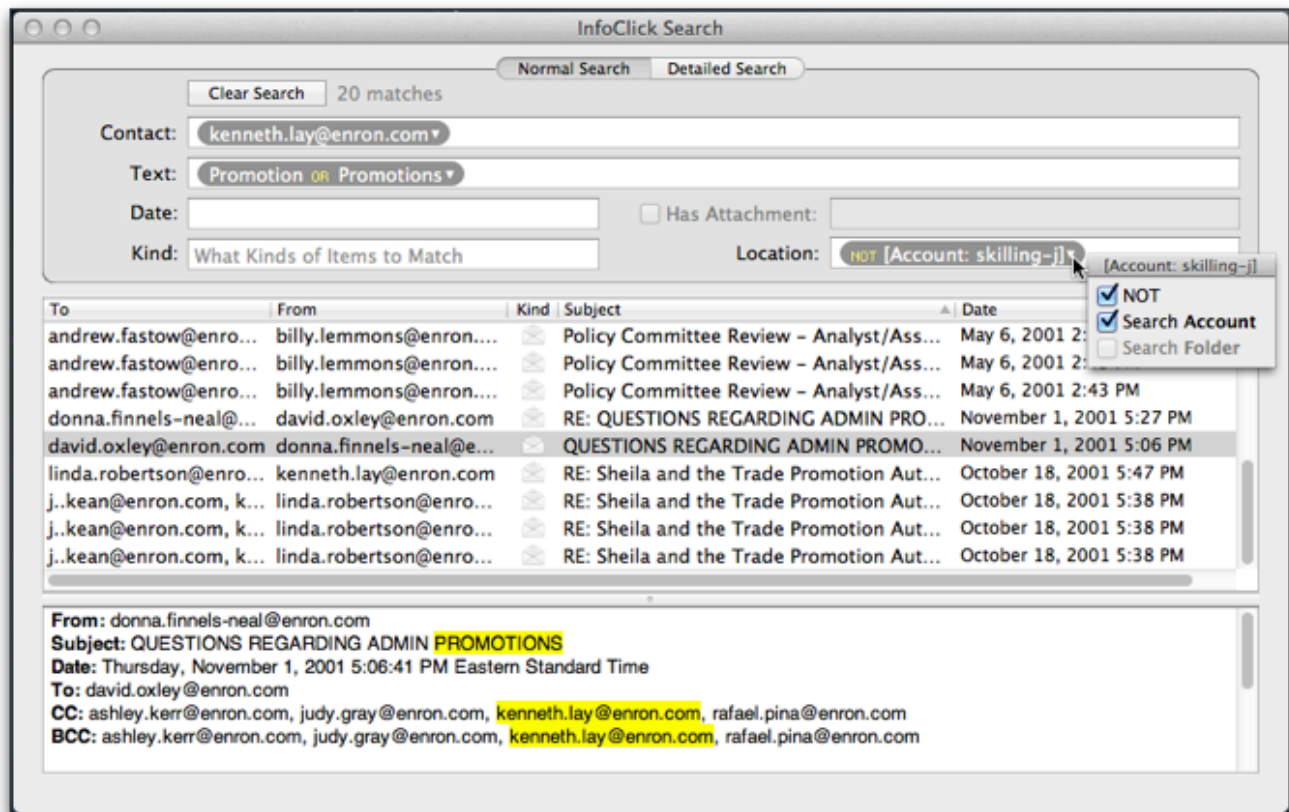 InfoClick Search
Normal Search Detailed Search
Clear Search 20 matches
Contact: kenneth.lay@enron.com
Text: Promotion OR Promotions
Date: Has Attachment:
Kind: What Kinds of Items to Match Location: NOT [Account: skilling-j]
[Account: skilling-j]
NOT
Search Account
Search Folder
To From Kind Subject Date
andrew.fastow@enro... billy.lemmons@enron.... Policy Committee Review – Analyst/Ass... May 6, 2001 2:
andrew.fastow@enro... billy.lemmons@enron.... Policy Committee Review – Analyst/Ass... May 6, 2001
andrew.fastow@enro... billy.lemmons@enron.... Policy Committee Review – Analyst/Ass... May 6, 2001 2:43 PM
donna.finnels-neal@... david.oxley@enron.com RE: QUESTIONS REGARDING ADMIN PRO... November 1, 2001 5:27 PM
david.oxley@enron.com donna.finnels-neal@e... QUESTIONS REGARDING ADMIN PROMO... November 1, 2001 5:06 PM
linda.robertson@enro... kenneth.lay@enron.com RE: Sheila and the Trade Promotion Aut... October 18, 2001 5:47 PM
j..kean@enron.com, k... linda.robertson@enro... RE: Sheila and the Trade Promotion Aut... October 18, 2001 5:38 PM
j..kean@enron.com, k... linda.robertson@enro... RE: Sheila and the Trade Promotion Aut... October 18, 2001 5:38 PM
j..kean@enron.com, k... linda.robertson@enro... RE: Sheila and the Trade Promotion Aut... October 18, 2001 5:38 PM
From: donna.finnels-neal@enron.com
Subject: QUESTIONS REGARDING ADMIN PROMOTIONS
Date: Thursday, November 1, 2001 5:06:41 PM Eastern Standard Time
To: david.oxley@enron.com
CC: ashley.kerr@enron.com, judy.gray@enron.com, kenneth.lay@enron.com, rafael.pina@enron.com
BCC: ashley.kerr@enron.com, judy.gray@enron.com, kenneth.lay@enron.com, rafael.pina@enron.com